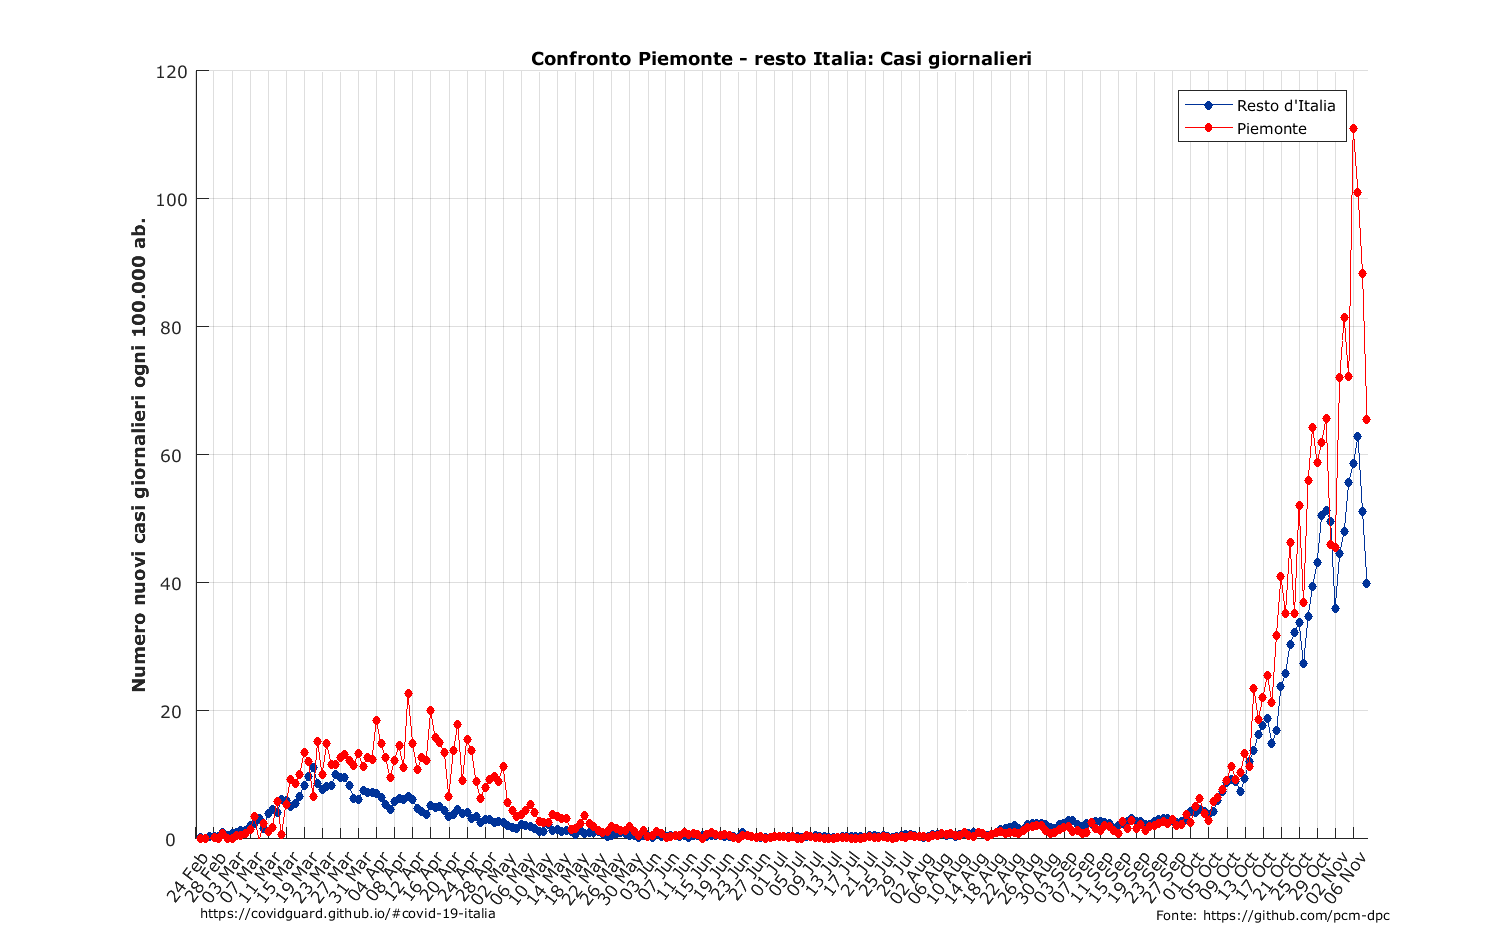 Confronto Piemonte - resto Italia: Casi giornalieri
Resto d'Italia
Piemonte
Numero nuovi casi giornalieri ogni 100.000 ab.
120
100
80
60
40
20
0
24 Feb
28 Feb
03 Mar
07 Mar
11 Mar
15 Mar
19 Mar
23 Mar
27 Mar
31 Mar
04 Apr
08 Apr
12 Apr
16 Apr
20 Apr
24 Apr
28 Apr
02 May
06 May
10 May
14 May
18 May
22 May
26 May
30 May
03 Jun
07 Jun
11 Jun
15 Jun
19 Jun
23 Jun
27 Jun
01 Jul
05 Jul
09 Jul
13 Jul
17 Jul
21 Jul
25 Jul
29 Jul
02 Aug
06 Aug
10 Aug
14 Aug
18 Aug
22 Aug
26 Aug
30 Aug
03 Sep
07 Sep
11 Sep
15 Sep
19 Sep
23 Sep
27 Sep
01 Oct
05 Oct
09 Oct
13 Oct
17 Oct
21 Oct
25 Oct
29 Oct
02 Nov
06 Nov
https://covidguard.github.io/#covid-19-italia
Fonte: https://github.com/pcm-dpc